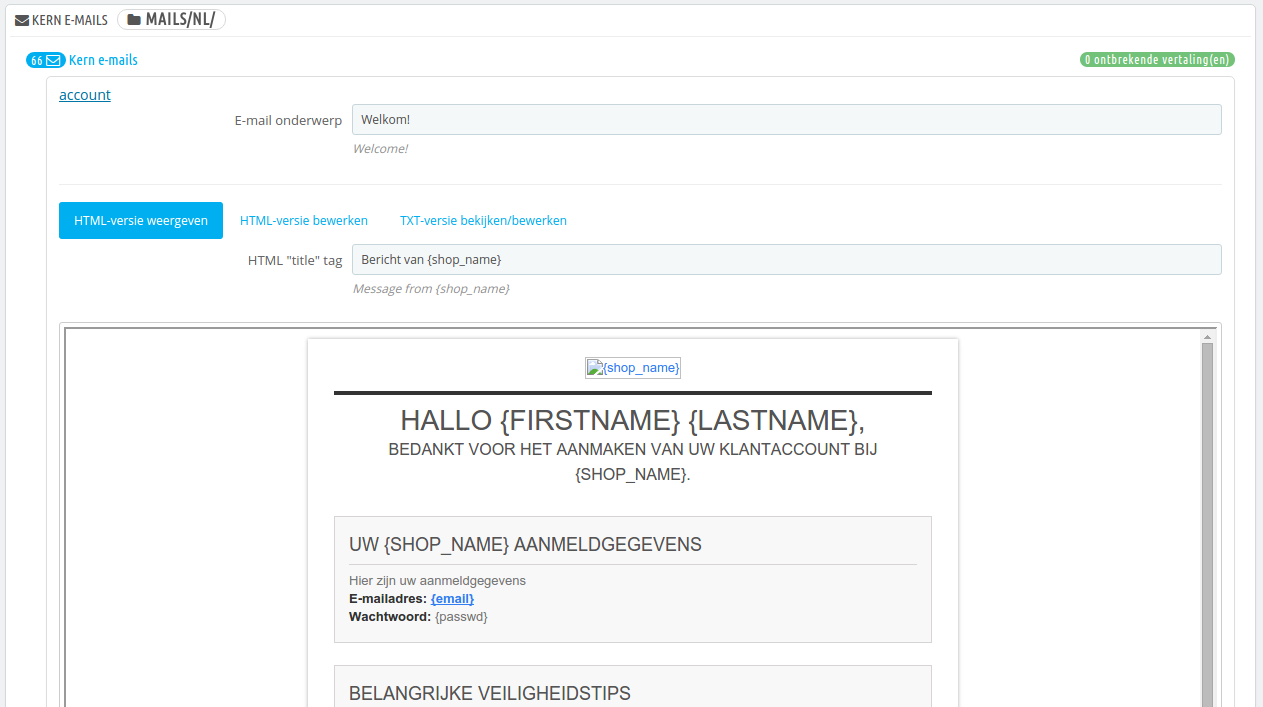 KERN E-MAILS MAILS/NL/
66 Kern e-mails 0 ontbrekende vertaling(en)
account
E-mail onderwerp Welkom!
Welcome!
HTML-versie weergeven HTML-versie bewerken TXT-versie bekijken/bewerken
HTML "title" tag Bericht van {shop_name}
Message from {shop_name}
{shop_name}
HALLO {FIRSTNAME} {LASTNAME},
BEDANKT VOOR HET AANMAKEN VAN UW KLANTACCOUNT BIJ
{SHOP_NAME}.
UW {SHOP_NAME} AANMELDGEGEVENS
Hier zijn uw aanmeldgegevens
E-mailadres: {email}
Wachtwoord: {passwd}
BELANGRIJKE VEILIGHEIDSTIPS